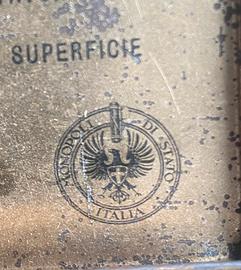 SUPERFICIE
MONOPOLI DI STATO
ITALIA